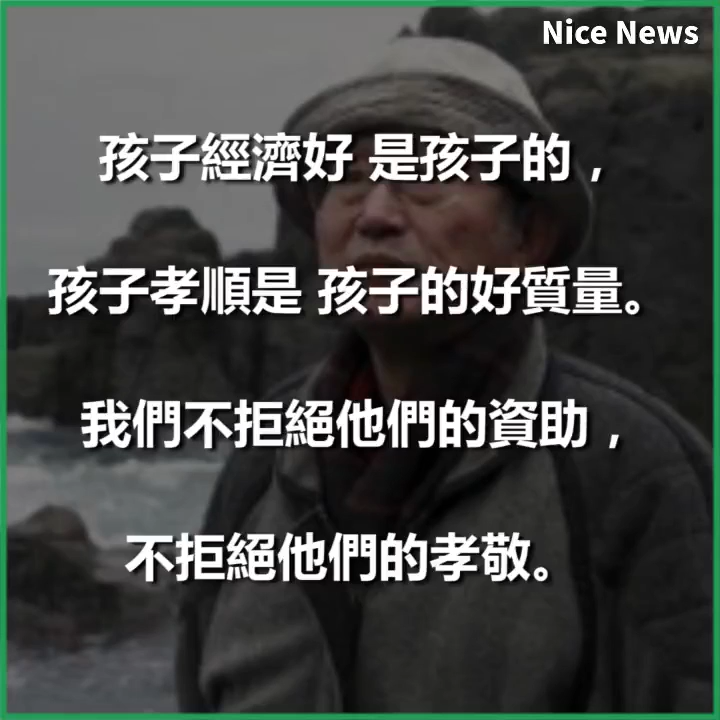 Nice News
孩子經濟好 是孩子的，
孩子孝順是 孩子的好質量。
我們不拒絕他們的資助，
不拒絕他們的孝敬。